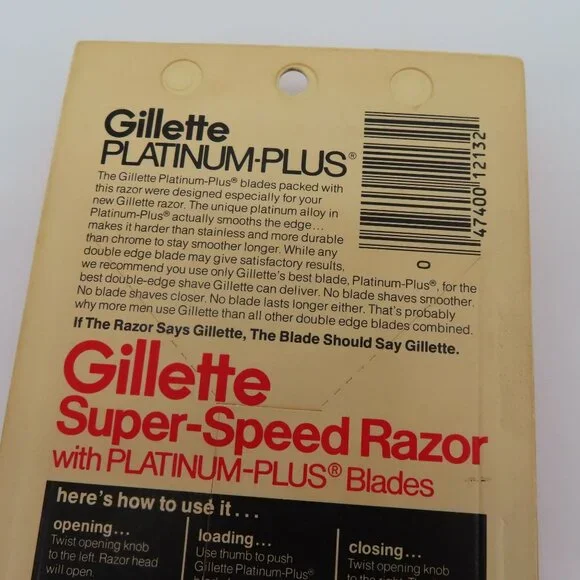 Gillette
PLATINUM-PLUS®
The Gillette Platinum-Plus® blades packed with
this razor were designed especially for your
new Gillette razor. The unique platinum alloy in
Platinum-Plus® actually smooths the edge...
makes it harder than stainless and more durable
than chrome to stay smoother longer. While any
double edge blade may give satisfactory results,
we recommend you use only Gillette's best blade, Platinum-Plus®, for the
best double-edge shave Gillette can deliver. No blade shaves smoother.
No blade shaves closer. No blade lasts longer either. That's probably
why more men use Gillette than all other double edge blades combined.
If The Razor Says Gillette, The Blade Should Say Gillette.
47400 12132
0
Gillette
Super-Speed Razor
with PLATINUM-PLUS® Blades
here's how to use it...
opening...
Twist opening knob
to the left. Razor head
will open
loading...
Use thumb to push
Gillette Platinum-Plus®
closing...
Twist opening knob